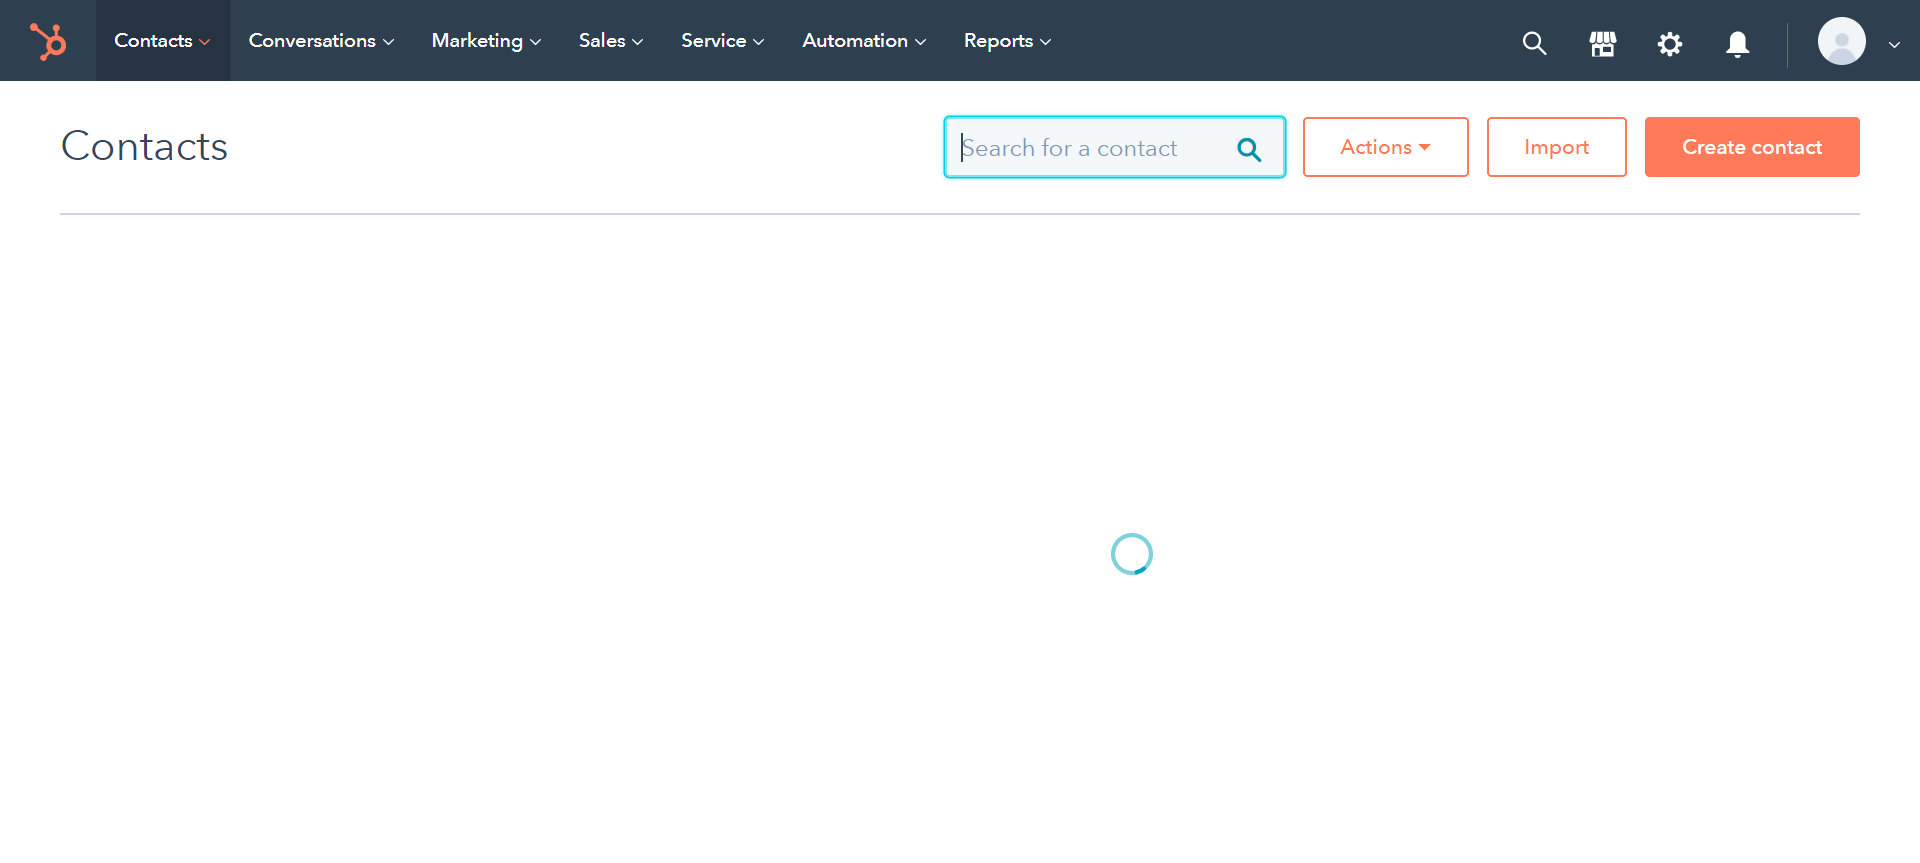 Contacts Conversations Marketing Sales Service Automation Reports
Contacts Search for a contact Actions Import Create contact